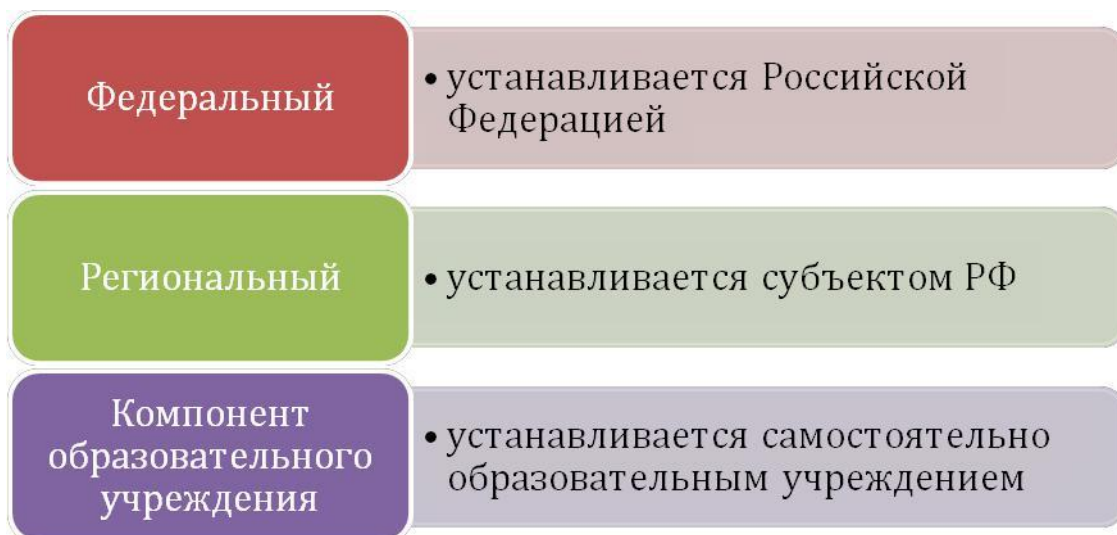 Федеральный
• устанавливается Российской
Федерацией
Региональный
• устанавливается субъектом РФ
Компонент
образовательного
учреждения
• устанавливается самостоятельно
образовательным учреждением